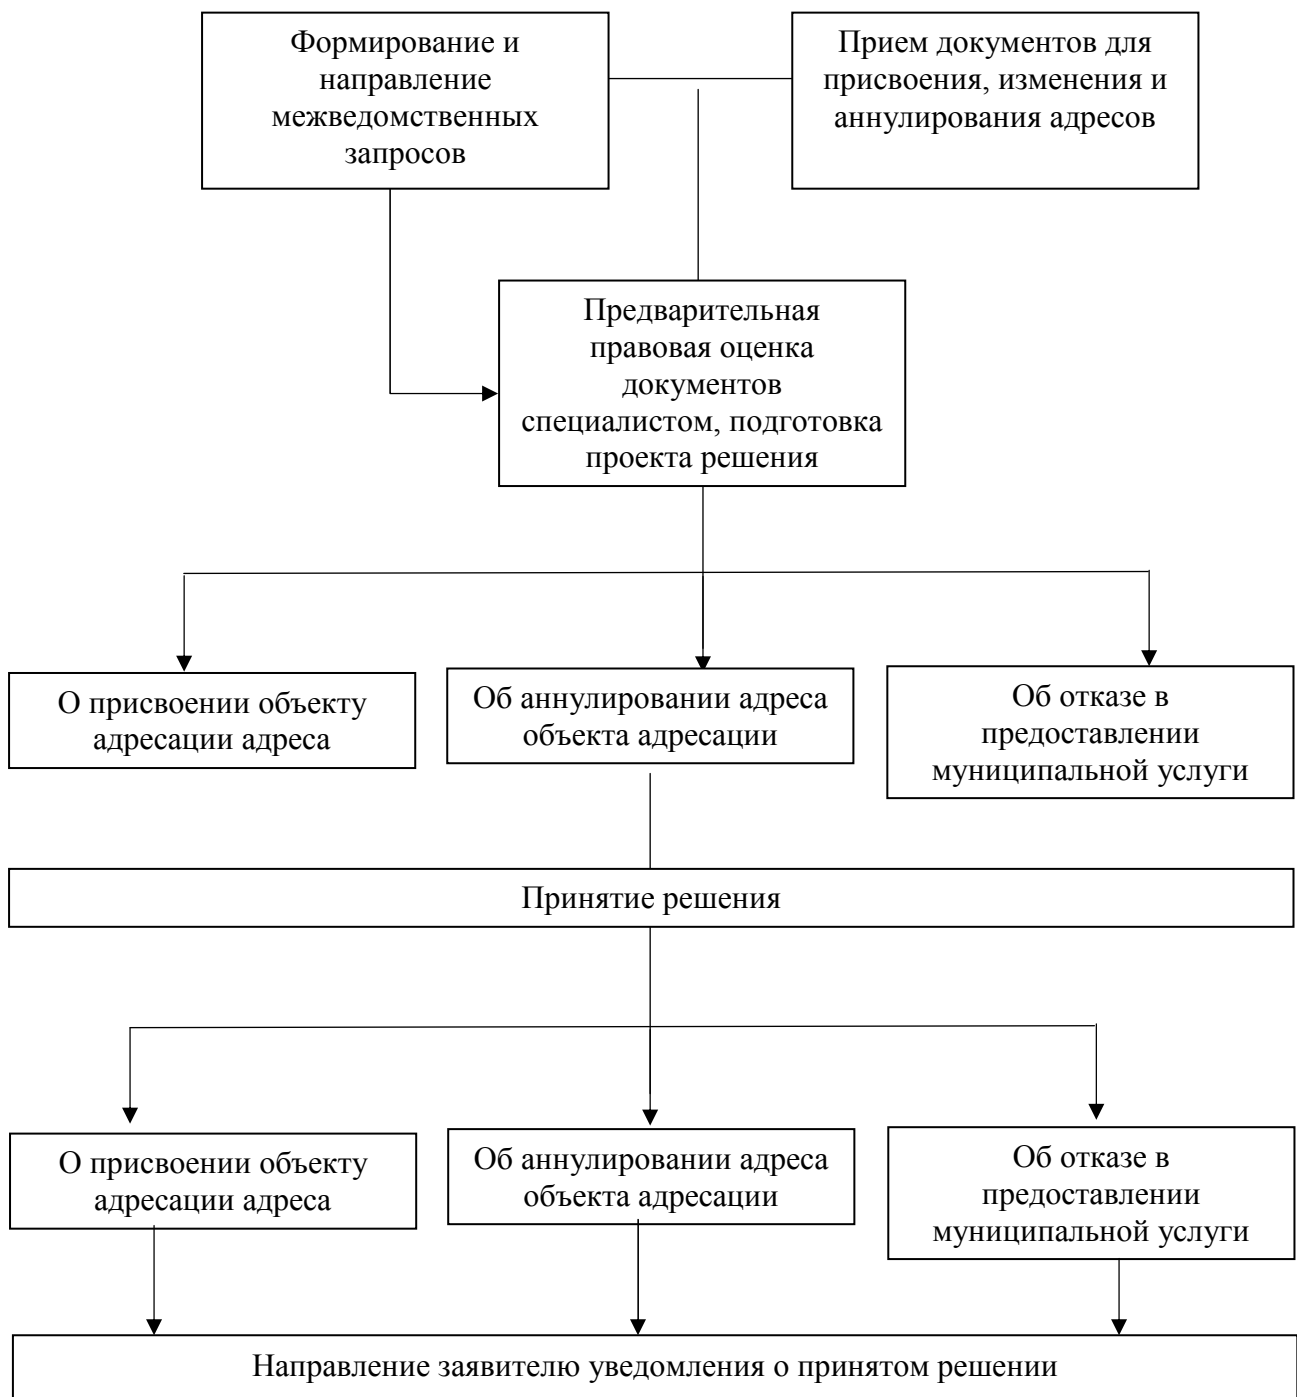 Формирование и
направление
межведомственных
запросов
Прием документов для
присвоения, изменения и
аннулирования адресов
Предварительная
правовая оценка
документов
специалистом, подготовка
проекта решения
О присвоении объекту
адресации адреса
Об аннулировании адреса
объекта адресации
Об отказе в
предоставлении
муниципальной услуги
Принятие решения
О присвоении объекту
адресации адреса
Об аннулировании адреса
объекта адресации
Об отказе в
предоставлении
муниципальной услуги
Направление заявителю уведомления о принятом решении